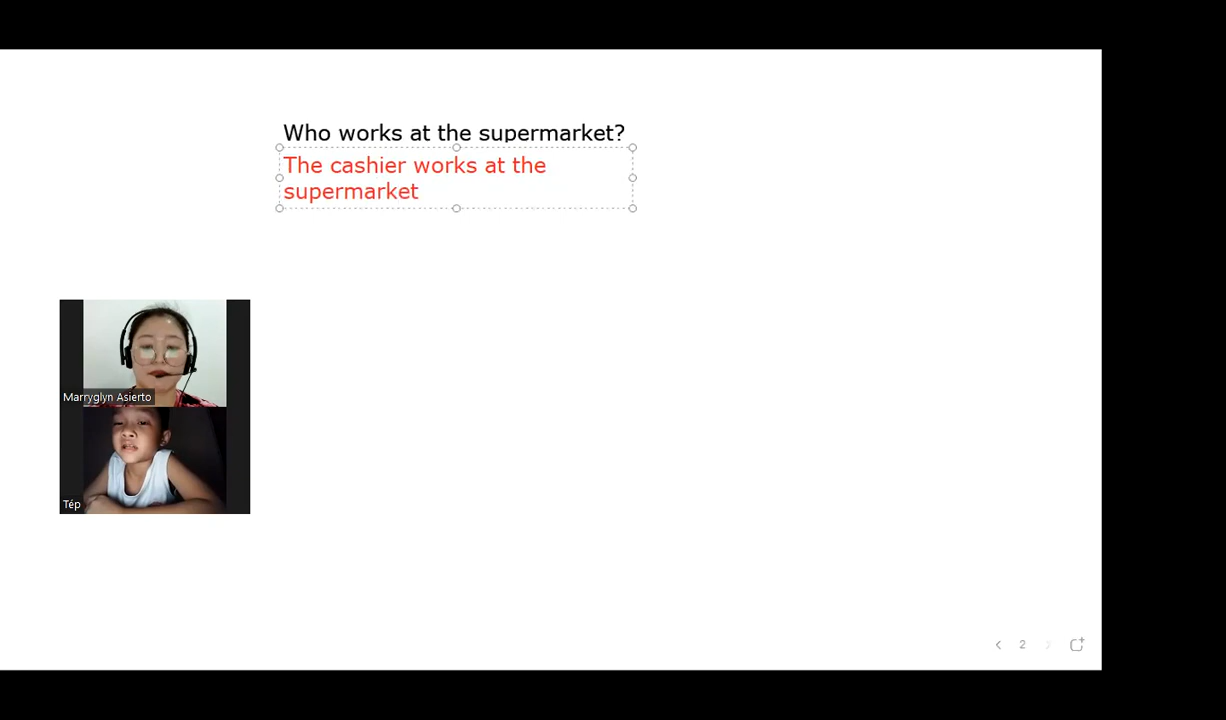 Who works at the supermarket?
The cashier works at the
supermarket
Marryglyn Asierto
Tép
2